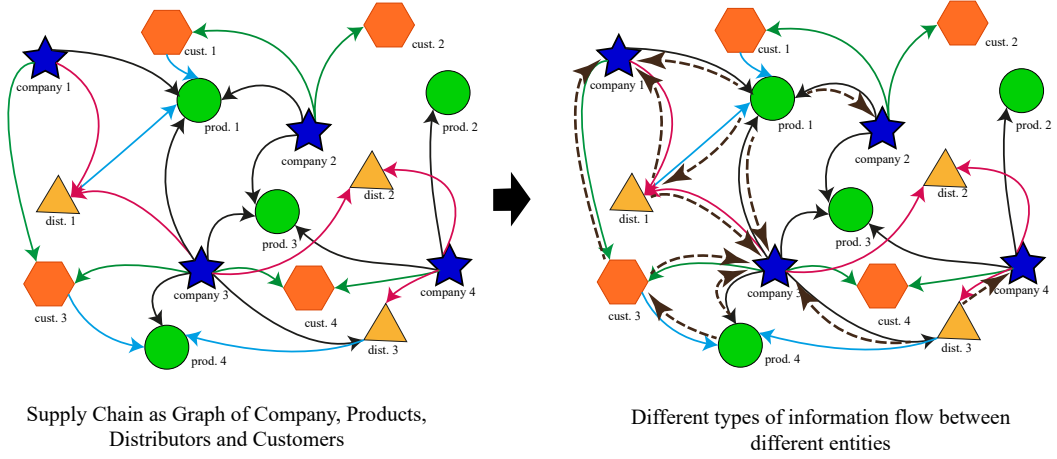 cust. 1
cust. 2
company 1
prod. 1
prod. 2
company 2
dist. 2
dist. 1
prod. 3
company 3
company 4
cust. 3
cust. 4
dist. 3
prod. 4
Supply Chain as Graph of Company, Products,
Distributors and Customers
cust. 1
cust. 2
company 1
prod. 1
prod. 2
company 2
dist. 2
dist. 1
prod. 3
company 3
company 4
cust. 3
cust. 4
dist. 3
prod. 4
Different types of information flow between
different entities